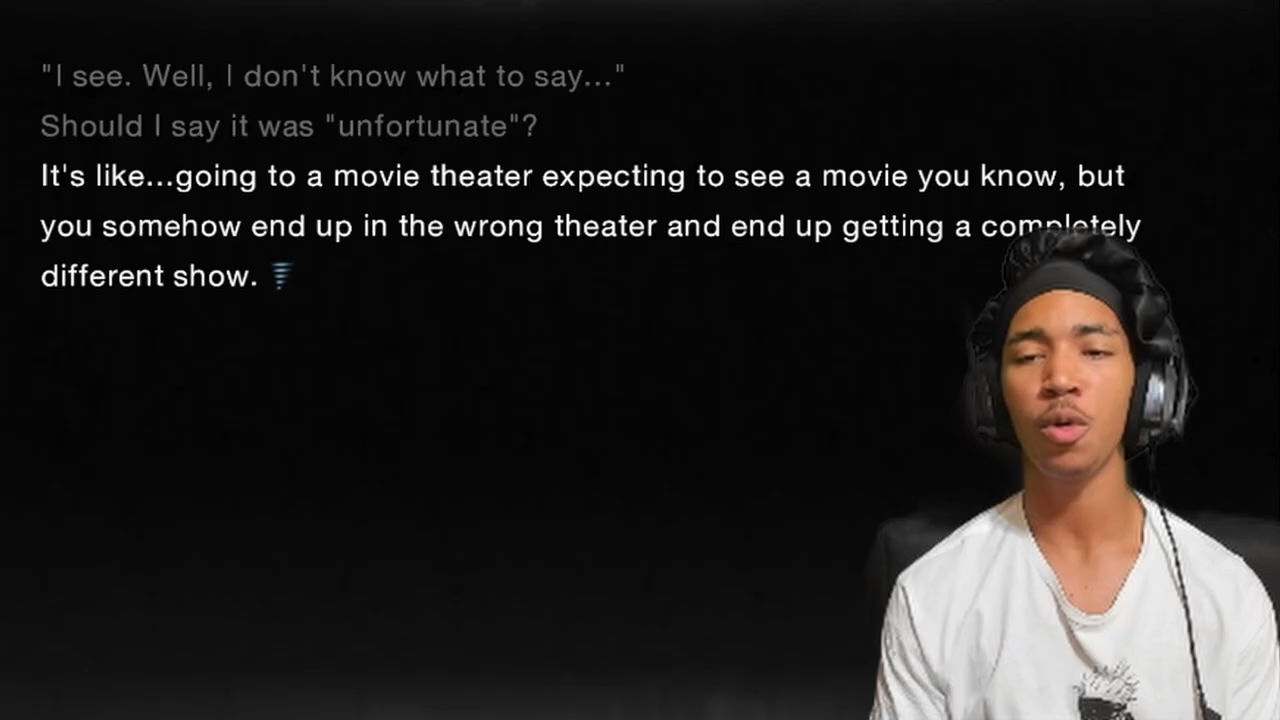 "I see. Well, I don't know what to say..."
Should I say it was "unfortunate"?
It's like...going to a movie theater expecting to see a movie you know, but
you somehow end up in the wrong theater and end up getting a completely
different show.